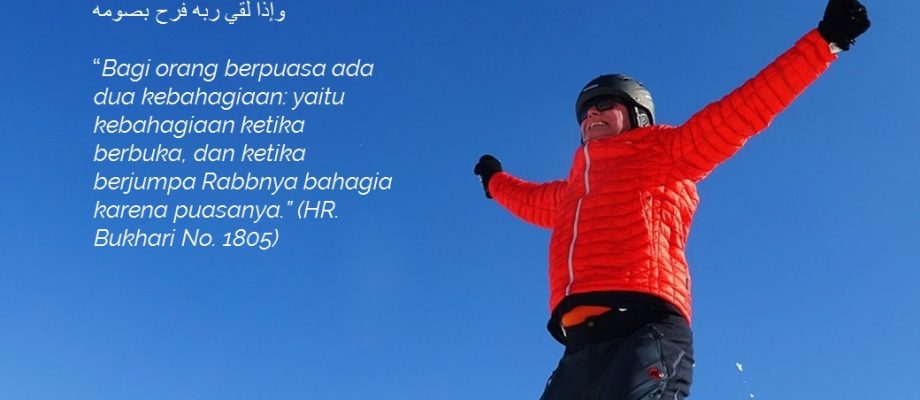 وإذا لقي ربه فرح بصومه
“Bagi orang berpuasa ada
dua kebahagiaan: yaitu
kebahagiaan ketika
berbuka, dan ketika
berjumpa Rabbnya bahagia
karena puasanya.” (HR.
Bukhari No. 1805)